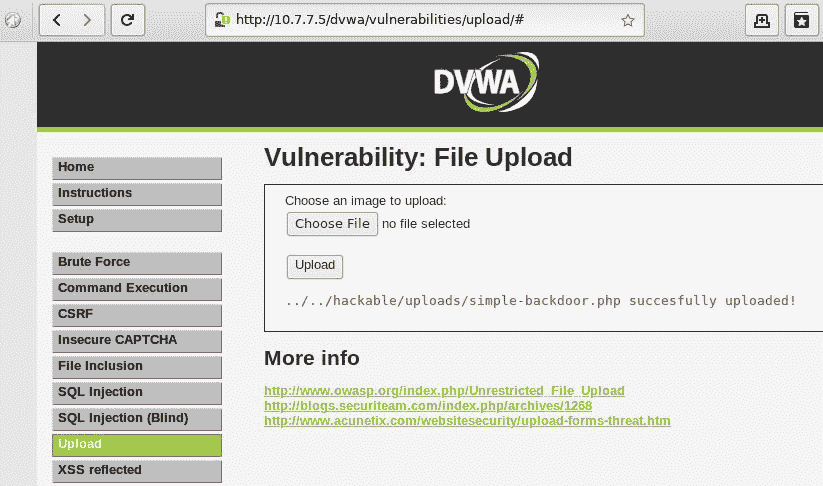 http://10.7.7.5/dvwa/vulnerabilities/upload/#
DVWA
Home
Instructions
Setup
Brute Force
Command Execution
CSRF
Insecure CAPTCHA
File Inclusion
SQL Injection
SQL Injection (Blind)
Upload
XSS reflected
Vulnerability: File Upload
Choose an image to upload:
Choose File no file selected
Upload
../../hackable/uploads/simple-backdoor.php succesfully uploaded!
More info
http://www.owasp.org/index.php/Unrestricted_File_Upload
http://blogs.securiteam.com/index.php/archives/1268
http://www.acunetix.com/websitesecurity/upload-forms-threat.htm